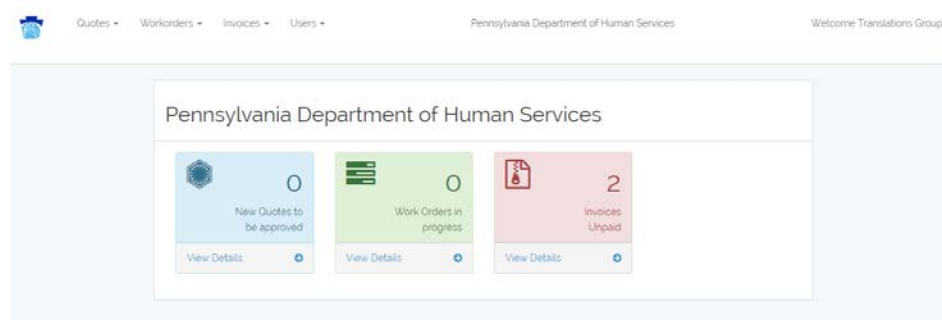 Quotes Workorders Invoices Users Pennsylvania Department of Human Services Welcome Translations Group
Pennsylvania Department of Human Services
0
New Quotes to
be approved
View Details
0
Work Orders in
progress
View Details
2
Invoices
Unpaid
View Details